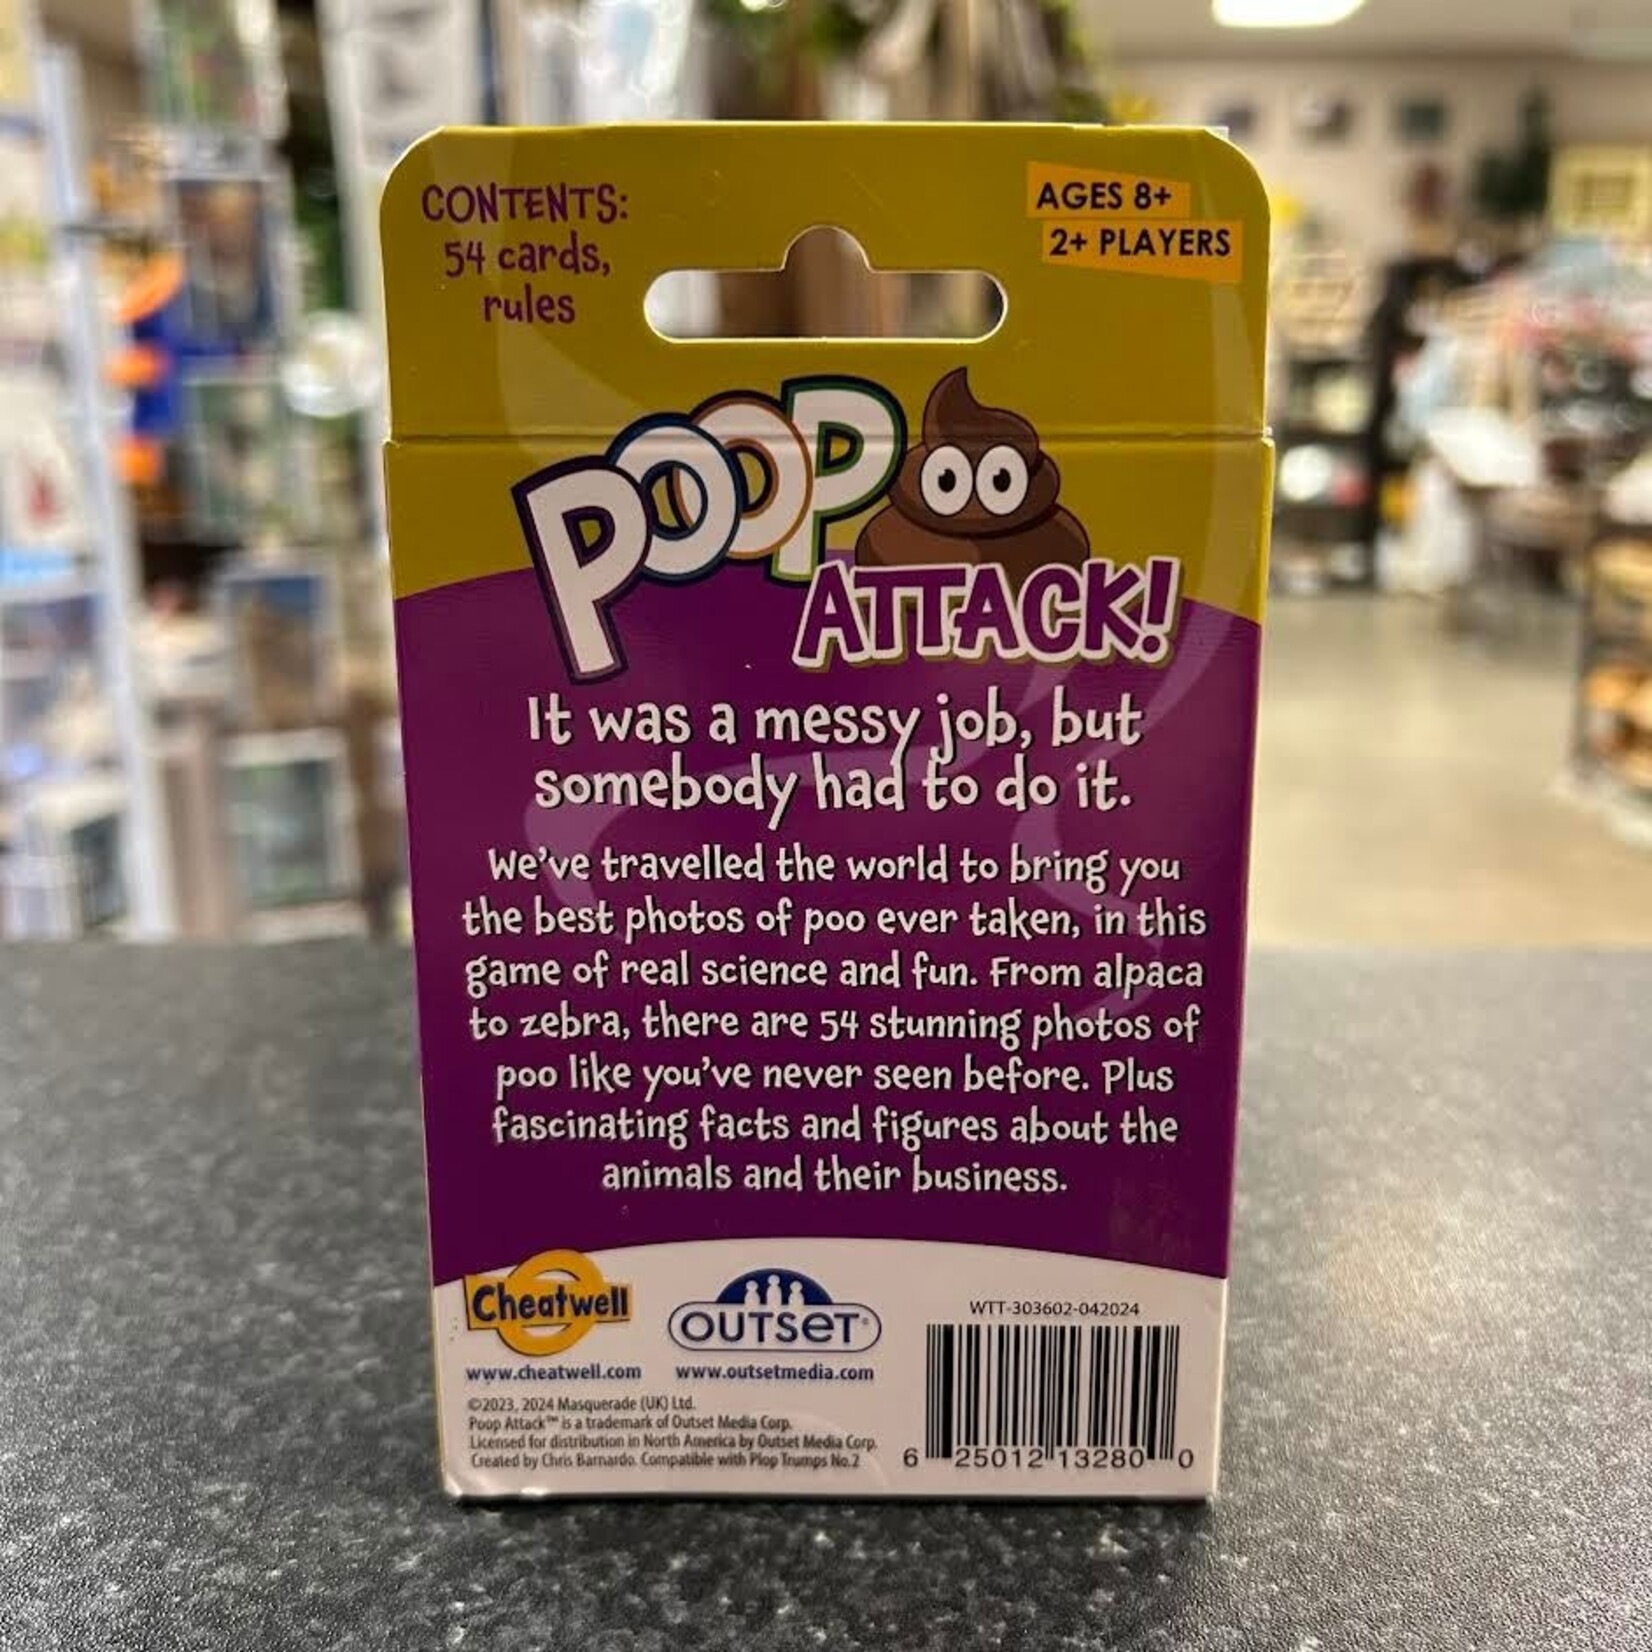 CONTENTS:
54 cards,
rules
AGES 8+
2+ PLAYERS
POOP
ATTACK!
It was a messy job, but
somebody had to do it.
We've travelled the world to bring you
the best photos of poo ever taken, in this
game of real science and fun. From alpaca
to zebra, there are 54 stunning photos of
poo like you've never seen before. Plus
fascinating facts and figures about the
animals and their business.
Cheatwell
www.cheatwell.com
OUTSET®
www.outsetmedia.com
©2023, 2024 Masquerade (UK) Ltd.
Poop Attack™ is a trademark of Outset Media Corp.
Licensed for distribution in North America by Outset Media Corp.
Created by Chris Barnardo. Compatible with Plop Trumps No.2
WTT-303602-042024
6 25012 13280 0